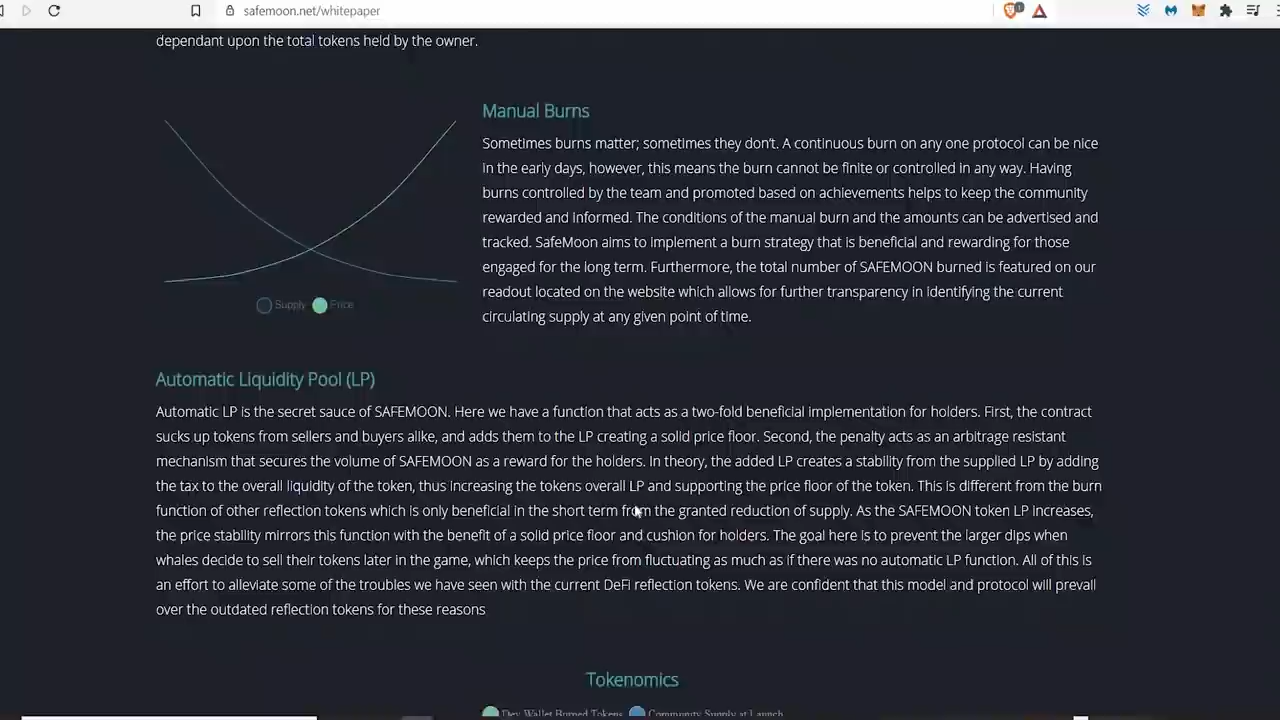 safemoon.net/whitepaper
dependant upon the total tokens held by the owner.
Manual Burns
Sometimes burns matter; sometimes they don't. A continuous burn on any one protocol can be nice
in the early days, however, this means the burn cannot be finite or controlled in any way. Having
burns controlled by the team and promoted based on achievements helps to keep the community
rewarded and informed. The conditions of the manual burn and the amounts can be advertised and
tracked. SafeMoon aims to implement a burn strategy that is beneficial and rewarding for those
engaged for the long term. Furthermore, the total number of SAFEMOON burned is featured on our
readout located on the website which allows for further transparency in identifying the current
circulating supply at any given point of time.
Supply Price
Automatic Liquidity Pool (LP)
Automatic LP is the secret sauce of SAFEMOON. Here we have a function that acts as a two-fold beneficial implementation for holders. First, the contract
sucks up tokens from sellers and buyers alike, and adds them to the LP creating a solid price floor. Second, the penalty acts as an arbitrage resistant
mechanism that secures the volume of SAFEMOON as a reward for the holders. In theory, the added LP creates a stability from the supplied LP by adding
the tax to the overall liquidity of the token, thus increasing the tokens overall LP and supporting the price floor of the token. This is different from the burn
function of other reflection tokens which is only beneficial in the short term from the granted reduction of supply. As the SAFEMOON token LP increases,
the price stability mirrors this function with the benefit of a solid price floor and cushion for holders. The goal here is to prevent the larger dips when
whales decide to sell their tokens later in the game, which keeps the price from fluctuating as much as if there was no automatic LP function. All of this is
an effort to alleviate some of the troubles we have seen with the current DeFi reflection tokens. We are confident that this model and protocol will prevail
over the outdated reflection tokens for these reasons
Tokenomics
Dev Wallet Burned Tokens Community Supply at Launch